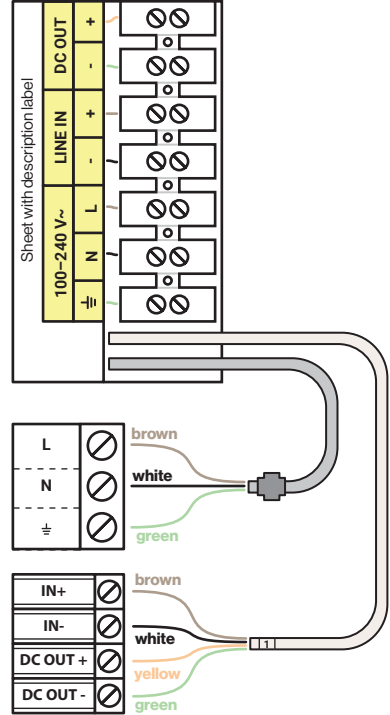 Sheet with description label
DC OUT
+
-
LINE IN
+
-
100–240 V~
L
N
L
brown
N
white
green
IN+
brown
IN-
white
DC OUT +
yellow
DC OUT -
green
1